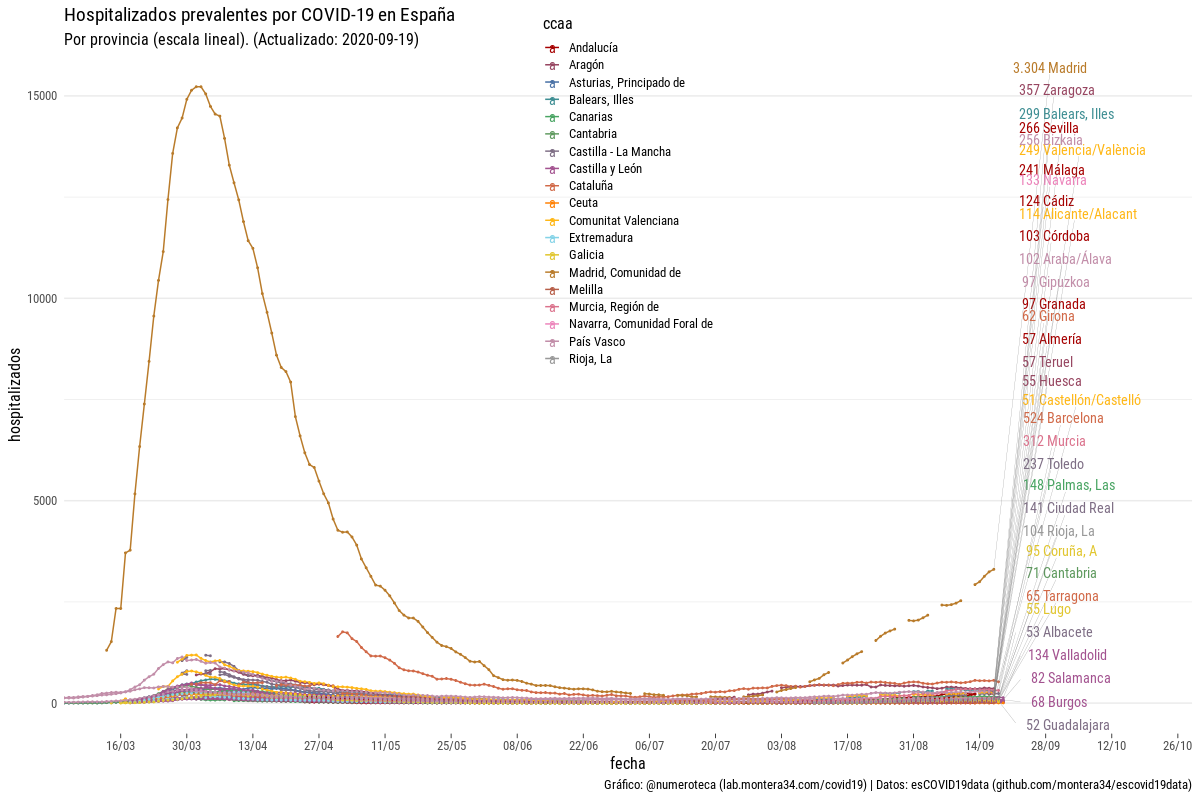 Hospitalizados prevalentes por COVID-19 en España
Por provincia (escala lineal). (Actualizado: 2020-09-19)
ccaa
Andalucía
Aragón
Asturias, Principado de
Balears, Illes
Canarias
Cantabria
Castilla - La Mancha
Castilla y León
Cataluña
Ceuta
Comunitat Valenciana
Extremadura
Galicia
Madrid, Comunidad de
Melilla
Murcia, Región de
Navarra, Comunidad Foral de
País Vasco
Rioja, La
3.304 Madrid
357 Zaragoza
299 Balears, Illes
266 Sevilla
256 Bizkaia
249 Valencia/València
241 Málaga
133 Navarra
124 Cádiz
114 Alicante/Alacant
103 Córdoba
102 Araba/Álava
97 Gipuzkoa
97 Granada
62 Girona
57 Almería
57 Teruel
55 Huesca
51 Castellón/Castelló
524 Barcelona
312 Murcia
237 Toledo
148 Palmas, Las
141 Ciudad Real
104 Rioja, La
95 Coruña, A
71 Cantabria
65 Tarragona
55 Lugo
53 Albacete
134 Valladolid
82 Salamanca
68 Burgos
52 Guadalajara
hospitalizados
15000
10000
5000
0
16/03 30/03 13/04 27/04 11/05 25/05 08/06 22/06 06/07 20/07 03/08 17/08 31/08 14/09 28/09 12/10 26/10
fecha
Gráfico: @numeroteca (lab.montera34.com/covid19) | Datos: esCOVID19data (github.com/montera34/escovid19data)